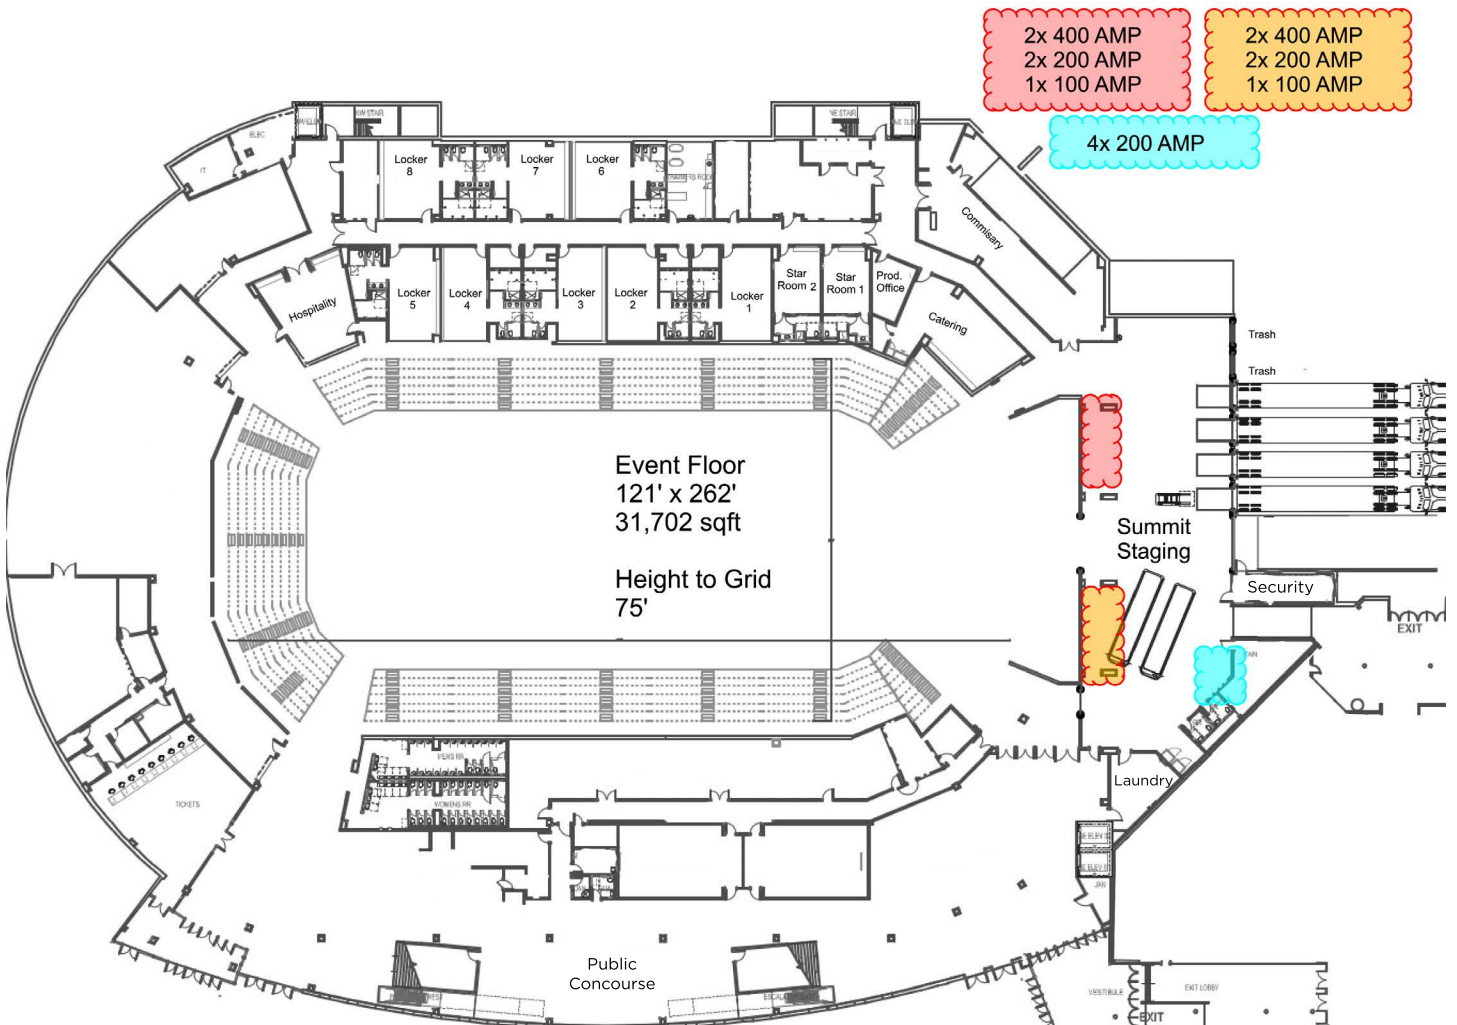 2x 400 AMP
2x 200 AMP
1x 100 AMP
2x 400 AMP
2x 200 AMP
1x 100 AMP
4x 200 AMP
NW STAIR
NE STAIR
ELEC
IT
Locker
8
Locker
7
Locker
6
TRAINERS ROOM
Commisary
Hospitality
Locker
5
Locker
4
Locker
3
Locker
2
Locker
1
Star
Room 2
Star
Room 1
Prod.
Office
Catering
Trash
Trash
Event Floor
121' x 262'
31,702 sqft
Height to Grid
75'
Summit
Staging
Security
EXIT
MENS RR
WOMENS RR
TICKETS
Laundry
JAN
Public
Concourse
VESTIBULE
EXIT LOBBY
EXIT